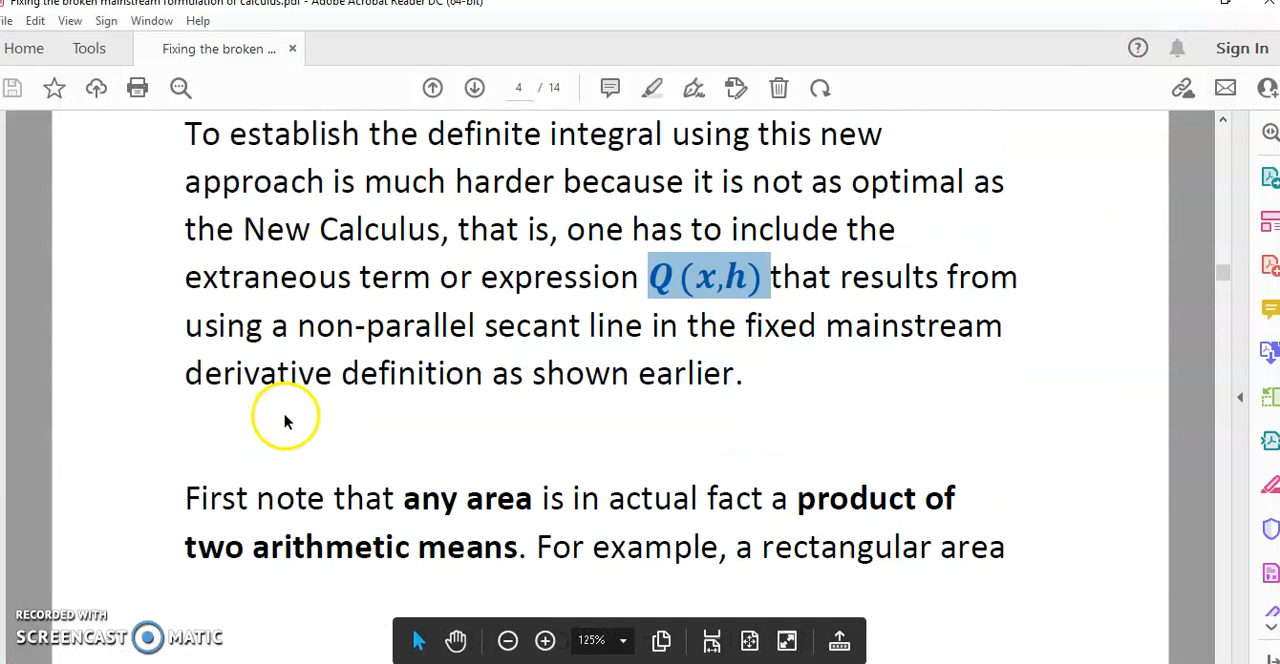 Fixing the broken mainstream formulation of calculus.pdf - Adobe Acrobat Reader DC (64-bit)
File Edit View Sign Window Help
Home Tools Fixing the broken ... × Sign In
4 / 14
To establish the definite integral using this new
approach is much harder because it is not as optimal as
the New Calculus, that is, one has to include the
extraneous term or expression Q (x,h) that results from
using a non-parallel secant line in the fixed mainstream
derivative definition as shown earlier.
First note that any area is in actual fact a product of
two arithmetic means. For example, a rectangular area
RECORDED WITH
SCREENCAST MATIC
125%